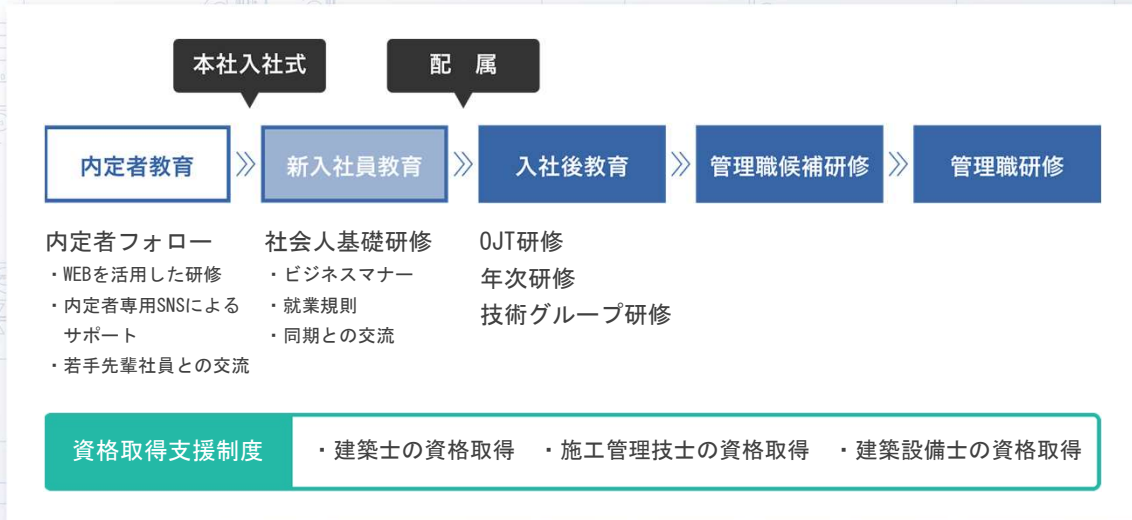 本社入社式
配 属
内定者教育
新入社員教育
入社後教育
管理職候補研修
管理職研修
内定者フォロー
・WEBを活用した研修
・内定者専用SNSによる
サポート
・若手先輩社員との交流
社会人基礎研修
・ビジネスマナー
・就業規則
・同期との交流
OJT研修
年次研修
技術グループ研修
資格取得支援制度
・建築士の資格取得 ・施工管理技士の資格取得 ・建築設備士の資格取得